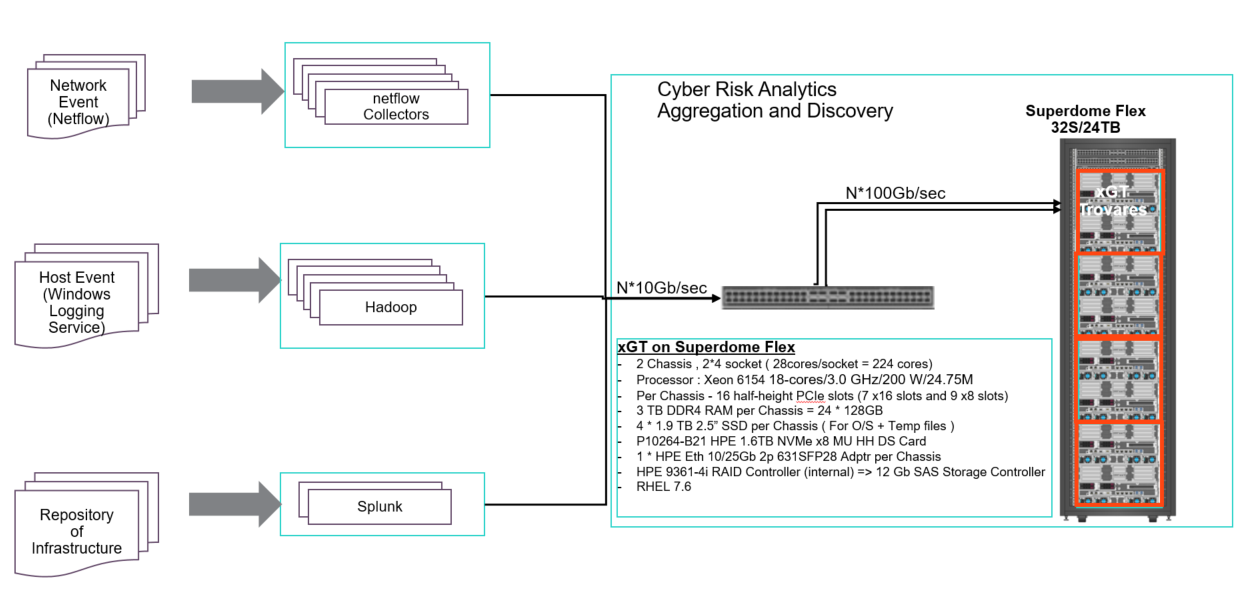 Network
Event
(Netflow)
netflow
Collectors
Host Event
(Windows
Logging
Service)
Hadoop
Repository
of
Infrastructure
Splunk
Cyber Risk Analytics
Aggregation and Discovery
Superdome Flex
32S/24TB
xGT
Trovares
N*100Gb/sec
N*10Gb/sec
xGT on Superdome Flex
- 2 Chassis , 2*4 socket ( 28cores/socket = 224 cores)
- Processor : Xeon 6154 18-cores/3.0 GHz/200 W/24.75M
- Per Chassis - 16 half-height PCIe slots (7 x16 slots and 9 x8 slots)
- 3 TB DDR4 RAM per Chassis = 24 * 128GB
- 4 * 1.9 TB 2.5” SSD per Chassis ( For O/S + Temp files )
- P10264-B21 HPE 1.6TB NVMe x8 MU HH DS Card
- 1 * HPE Eth 10/25Gb 2p 631SFP28 Adptr per Chassis
- HPE 9361-4i RAID Controller (internal) => 12 Gb SAS Storage Controller
- RHEL 7.6